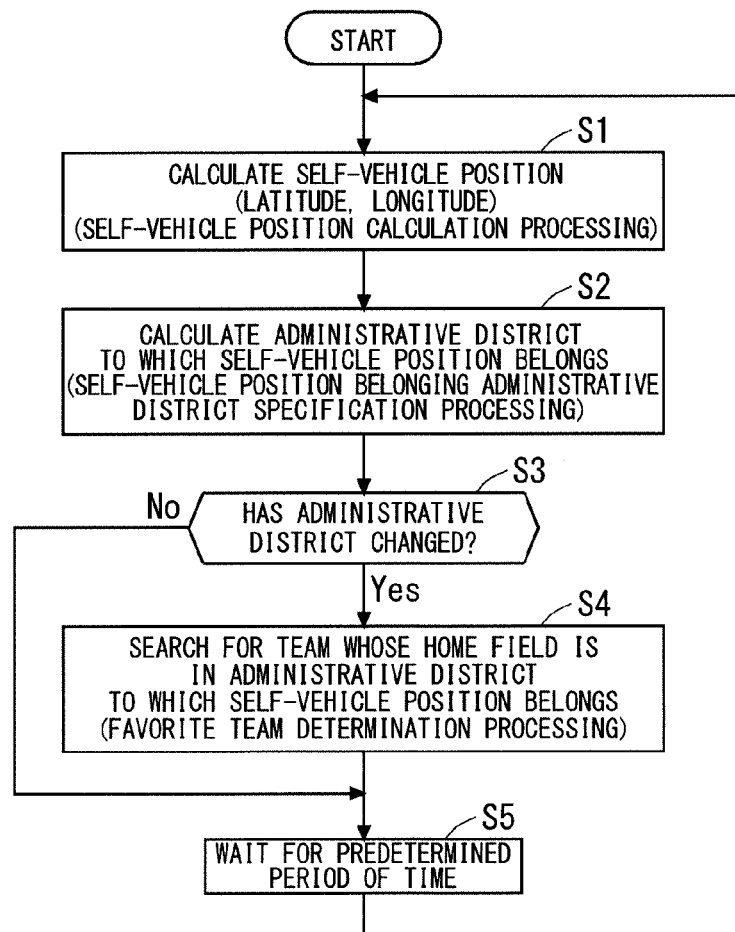 START
S1
CALCULATE SELF-VEHICLE POSITION
(LATITUDE, LONGITUDE)
(SELF-VEHICLE POSITION CALCULATION PROCESSING)
S2
CALCULATE ADMINISTRATIVE DISTRICT
TO WHICH SELF-VEHICLE POSITION BELONGS
(SELF-VEHICLE POSITION BELONGING ADMINISTRATIVE
DISTRICT SPECIFICATION PROCESSING)
S3
No
HAS ADMINISTRATIVE
DISTRICT CHANGED?
Yes
S4
SEARCH FOR TEAM WHOSE HOME FIELD IS
IN ADMINISTRATIVE DISTRICT
TO WHICH SELF-VEHICLE POSITION BELONGS
(FAVORITE TEAM DETERMINATION PROCESSING)
S5
WAIT FOR PREDETERMINED
PERIOD OF TIME